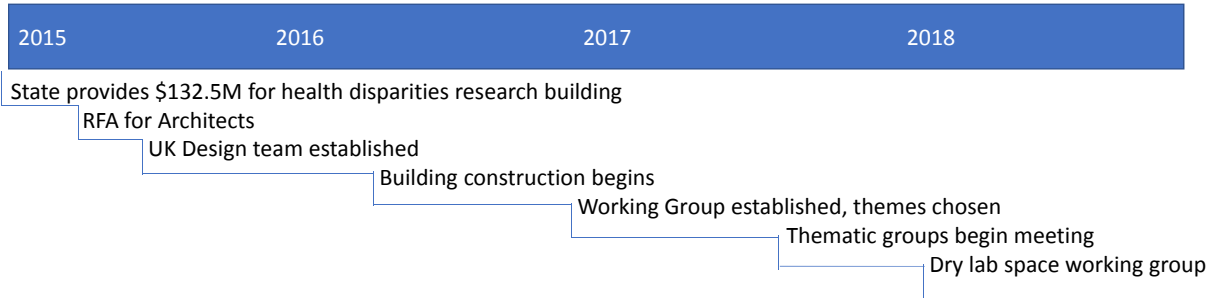 2015 2016 2017 2018
State provides $132.5M for health disparities research building
RFA for Architects
UK Design team established
Building construction begins
Working Group established, themes chosen
Thematic groups begin meeting
Dry lab space working group